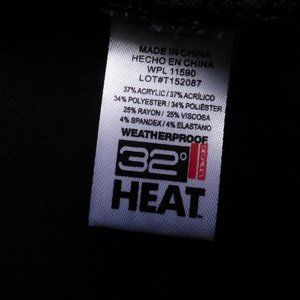 MADE IN CHINA
HECHO EN CHINA
WPL 11590
LOT#T152087
37% ACRYLIC / 37% ACRÍLICO
34% POLYESTER / 34% POLIÉSTER
25% RAYON / 25% VISCOSA
4% SPANDEX / 4% ELASTANO
WEATHERPROOF
32°
HEAT